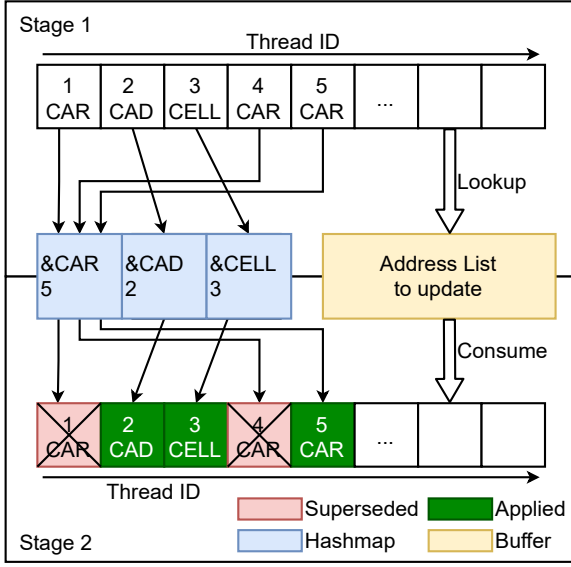 Stage 1
Thread ID
1 2 3 4 5 ...
CAR CAD CELL CAR CAR
Lookup
&CAR &CAD &CELL
5 2 3
Address List
to update
Consume
1 2 3 4 5 ...
CAR CAD CELL CAR CAR
Thread ID
Superseded Applied
Hashmap Buffer
Stage 2